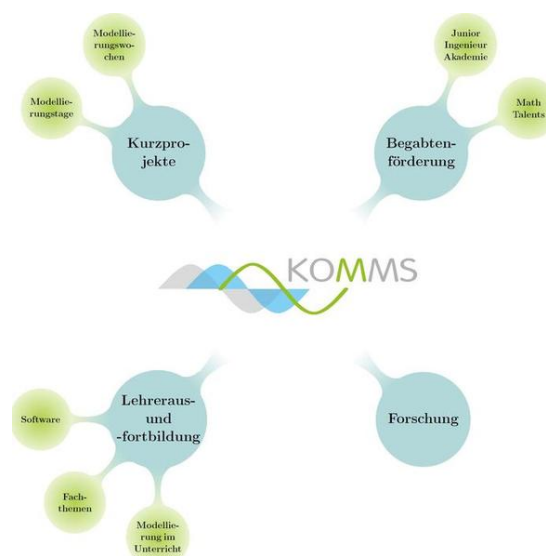 Modellie-
rungswo-
chen
Modellie-
rungstage
Kurzpro-
jekte
Junior
Ingenieur
Akademie
Math
Talents
Begabten-
förderung
KOMMS
Lehreraus-
und
-fortbildung
Software
Fach-
themen
Modellie-
rung im
Unterricht
Forschung